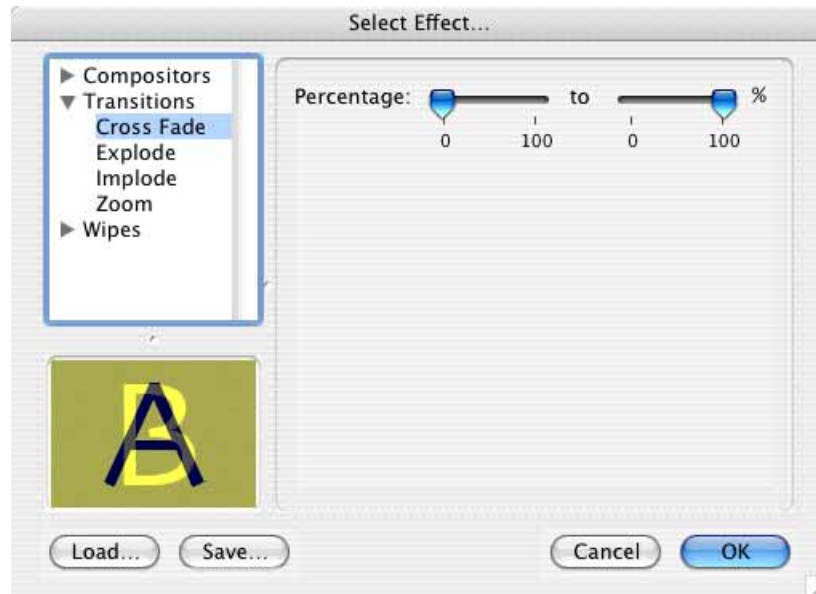 Select Effect...
Compositors
Transitions
Cross Fade
Explode
Implode
Zoom
Wipes
Percentage: to %
0 100 0 100
B
A
Load... Save... Cancel OK